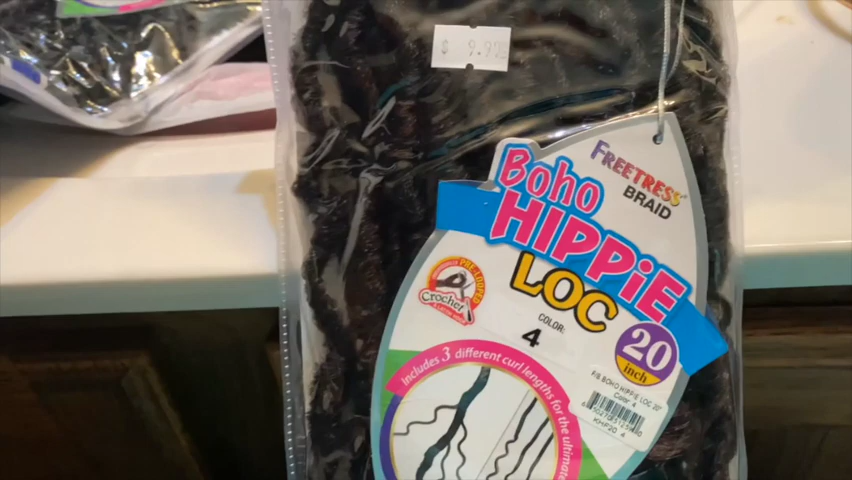 $ 9.92
FREETRESS
BRAID
Boho
HIPPiE
LOC
PRE-LOOPED
Crochet
COLOR:
4
20
inch
Includes 3 different curl lengths for the ultimate
F/S BOHO HIPPIE LOC 20"
Color 4
KHP20 4